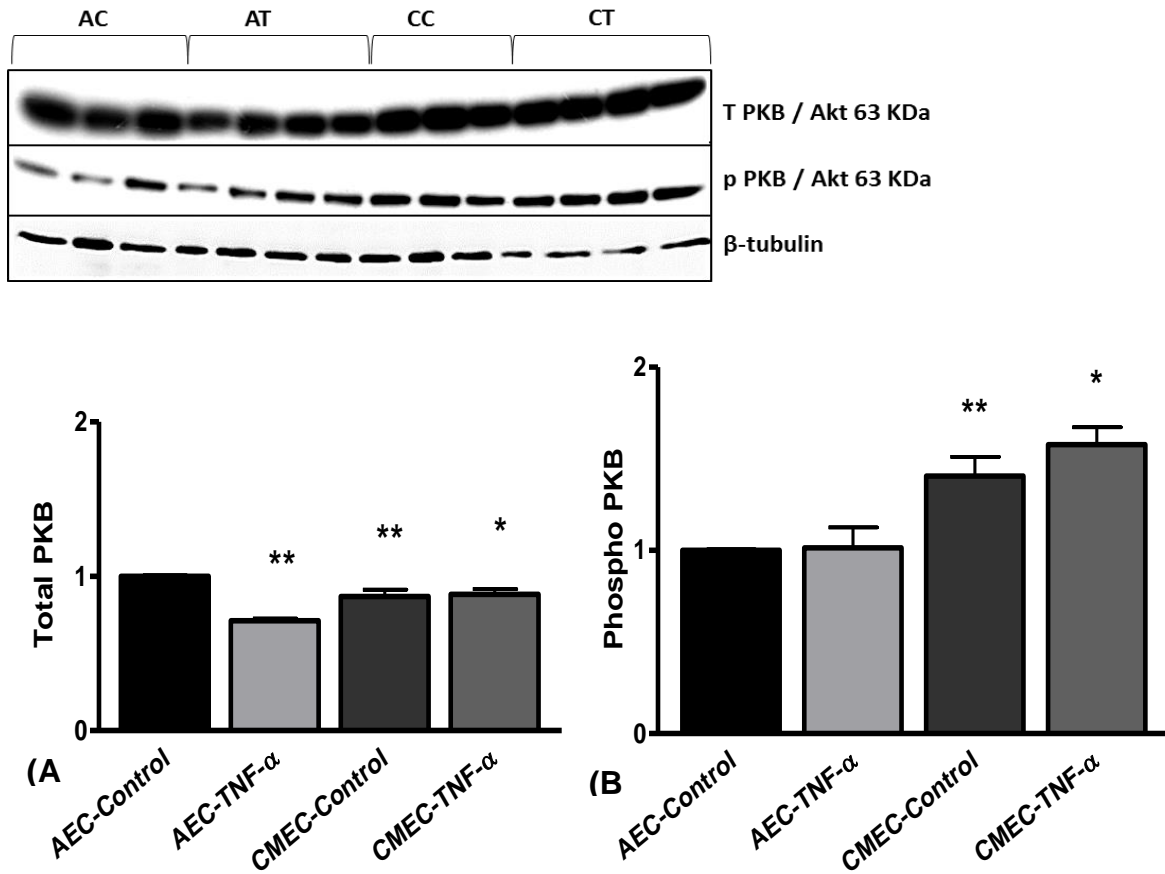 AC AT CC CT
T PKB / Akt 63 KDa
p PKB / Akt 63 KDa
β-tubulin
2
**
**
*
1
Total PKB
0
(A
AEC-Control
AEC-TNF-α
CMEC-Control
CMEC-TNF-α
2
*
**
1
Phospho PKB
0
(B
AEC-Control
AEC-TNF-α
CMEC-Control
CMEC-TNF-α